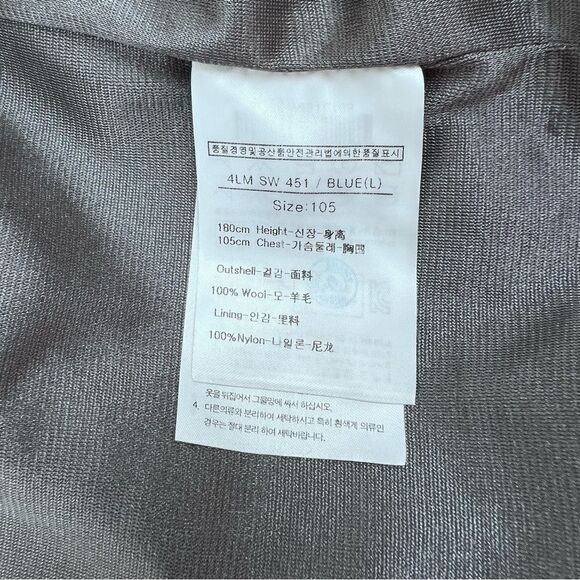 품질경영및공산품안전관리법에의한품질표시
4LM SW 451 / BLUE(L)
Size:105
180cm Height-신장-身高
105cm Chest-가슴둘레-胸围
Outshell-겉감-面料
100% Wool-모-羊毛
Lining-안감-里料
100%Nylon-나일론-尼龙
옷을 뒤집어서 그물망에 싸서 하십시오.
4. 다른의류와 분리하여 세탁하시고 특히 흰색계 의류인
경우는 절대 분리 하여 세탁바랍니다.